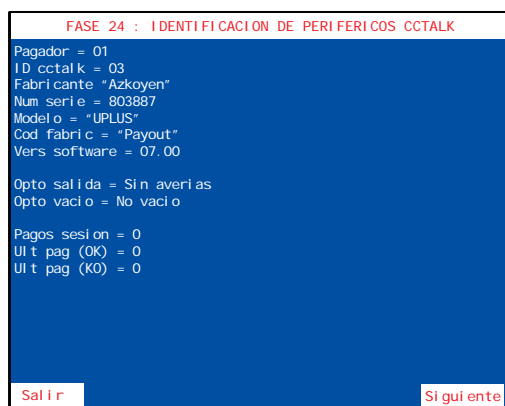 FASE 24 : IDENTIFICACION DE PERIFERICOS CCTALK
Pagador = 01
ID cctalk = 03
Fabricante "Azkoyen"
Num serie = 803887
Modelo = "UPLUS"
Cod fabric = "Payout"
Vers software = 07.00
Opto salida = Sin averias
Opto vacio = No vacio
Pagos sesion = 0
Ult pag (OK) = 0
Ult pag (KO) = 0
Salir
Siguiente